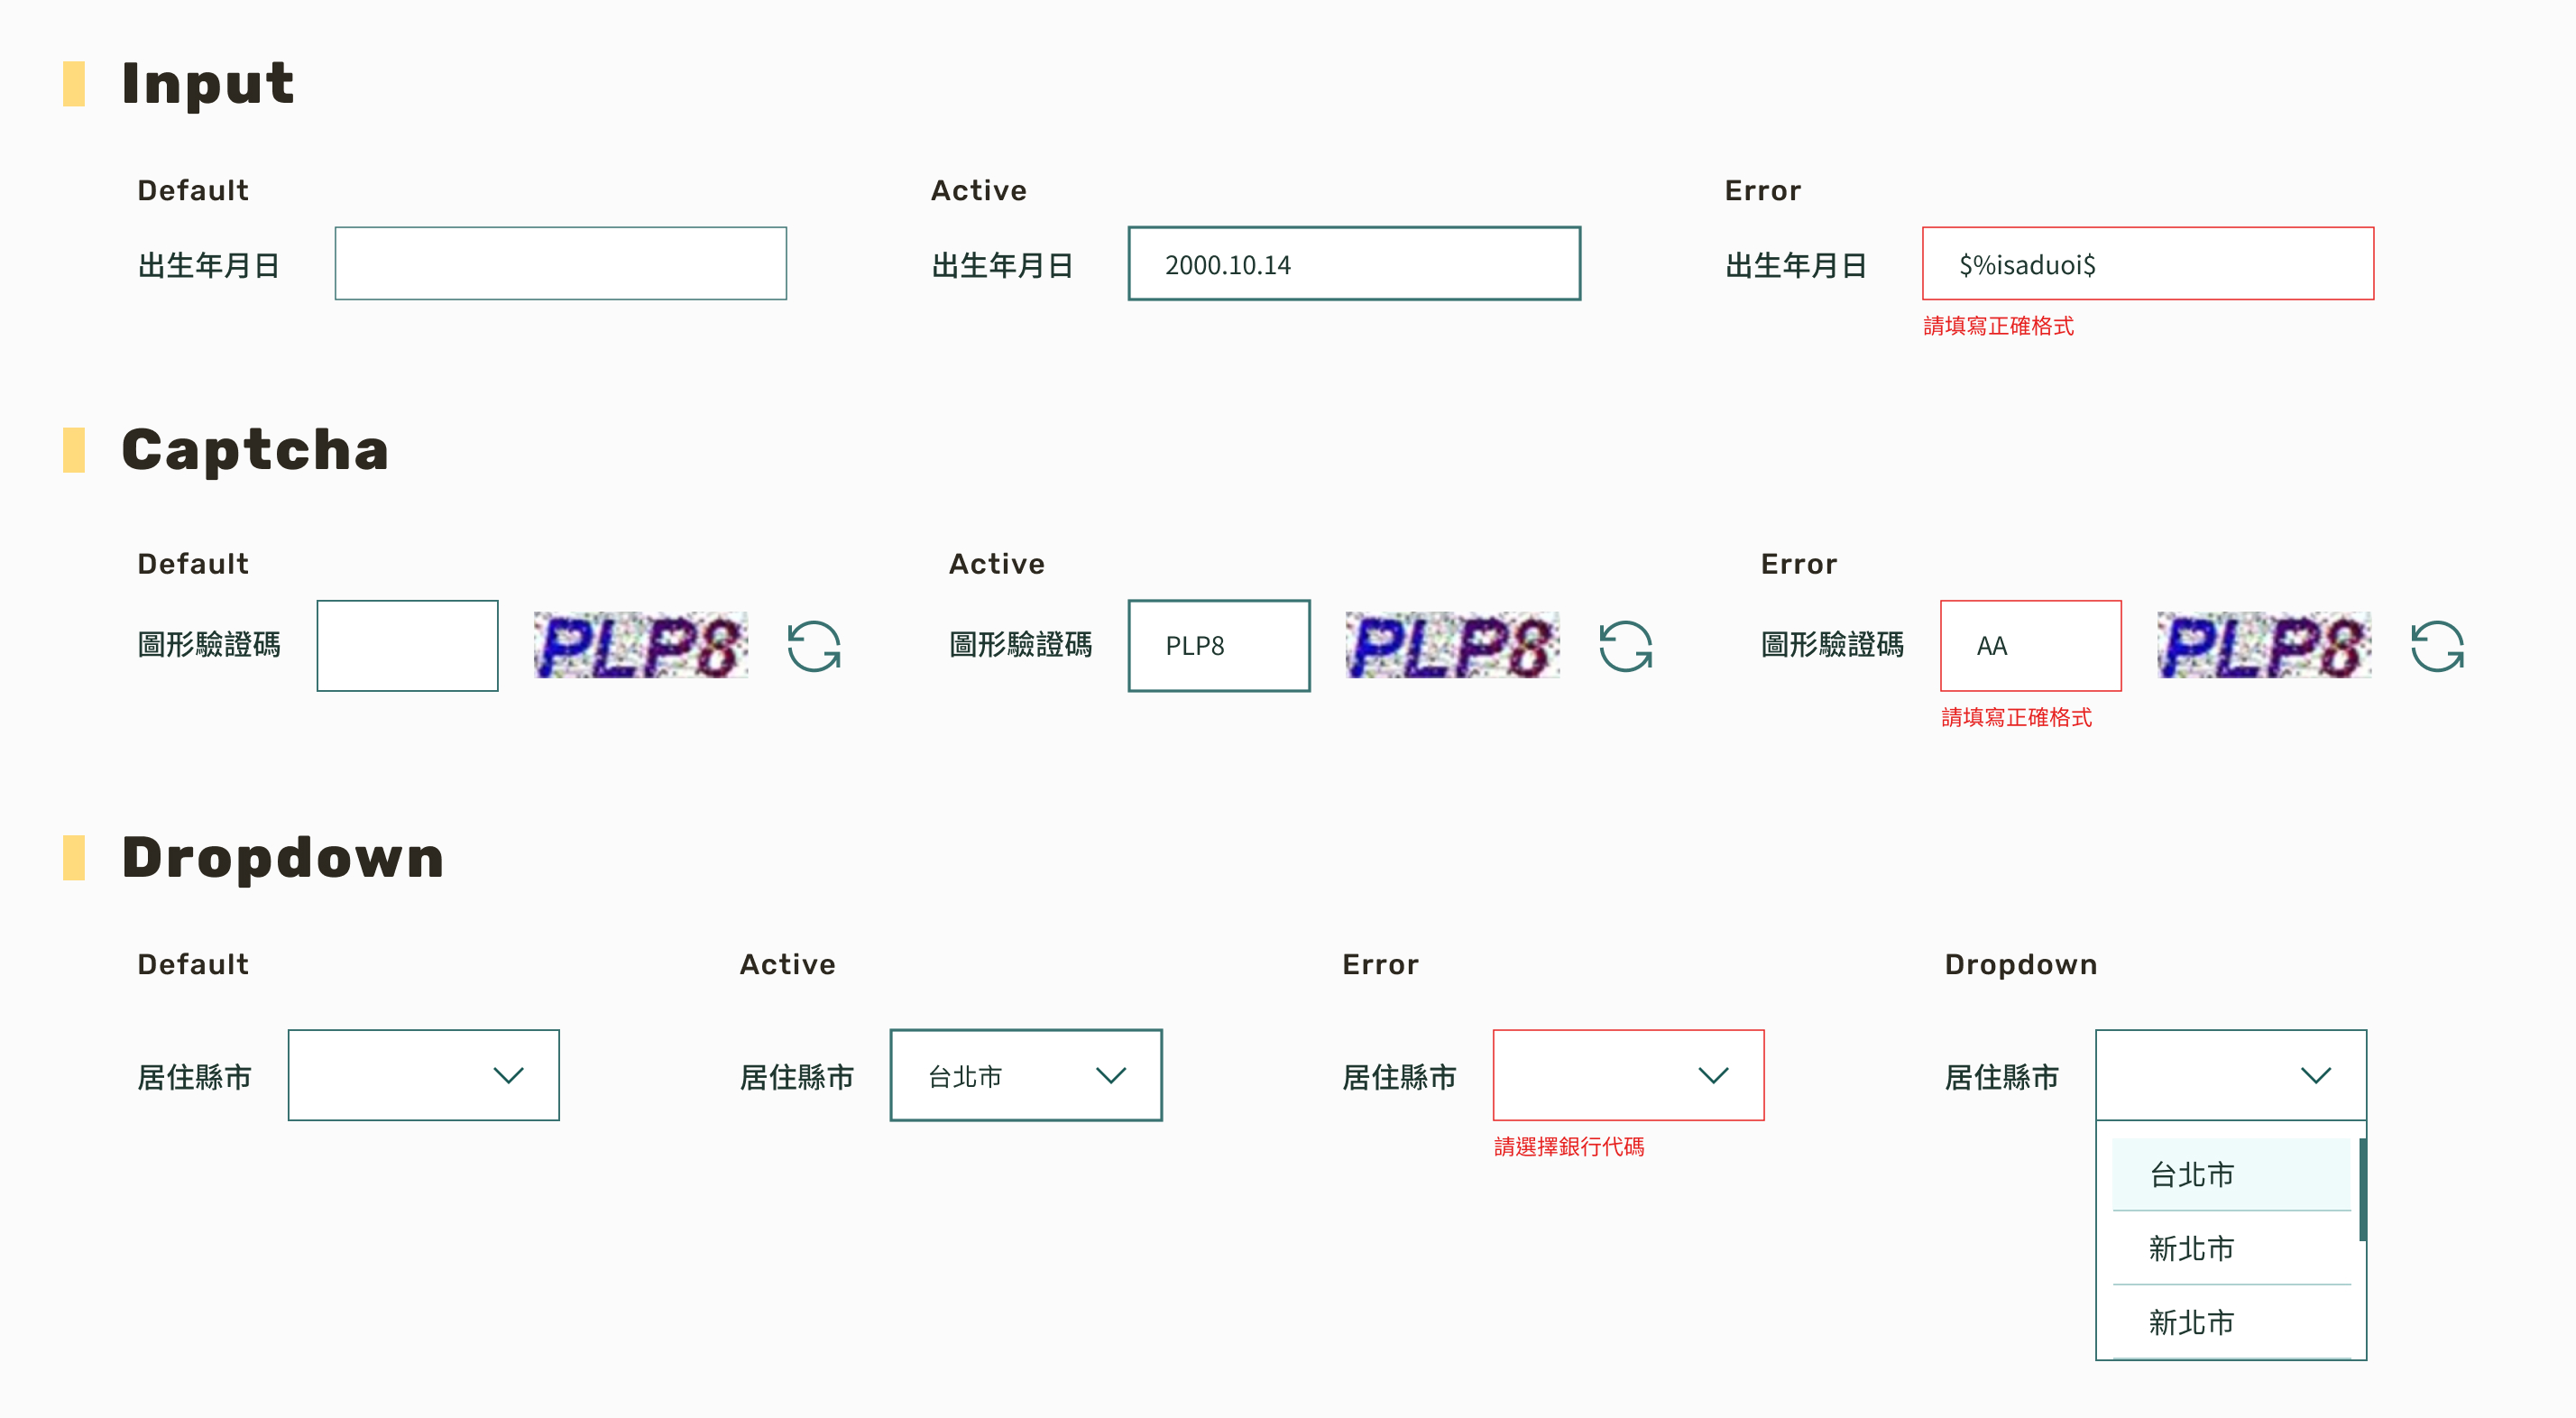 Input
Default
Active
Error
出生年月日
出生年月日
2000.10.14
出生年月日
$%isaduoi$
請填寫正確格式
Captcha
Default
Active
Error
圖形驗證碼
PLP8
圖形驗證碼
PLP8
PLP8
圖形驗證碼
AA
PLP8
請填寫正確格式
Dropdown
Default
Active
Error
Dropdown
居住縣市
居住縣市
台北市
居住縣市
居住縣市
請選擇銀行代碼
台北市
新北市
新北市